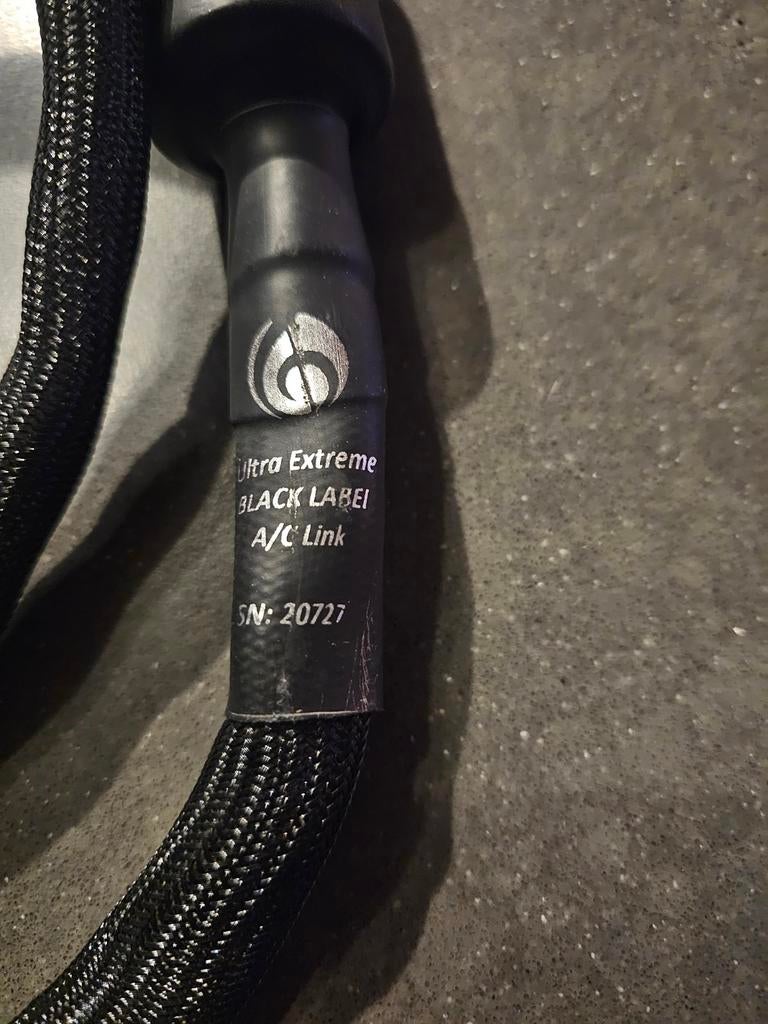 Ultra Extreme
BLACK LABEL
A/C Link
SN: 20727